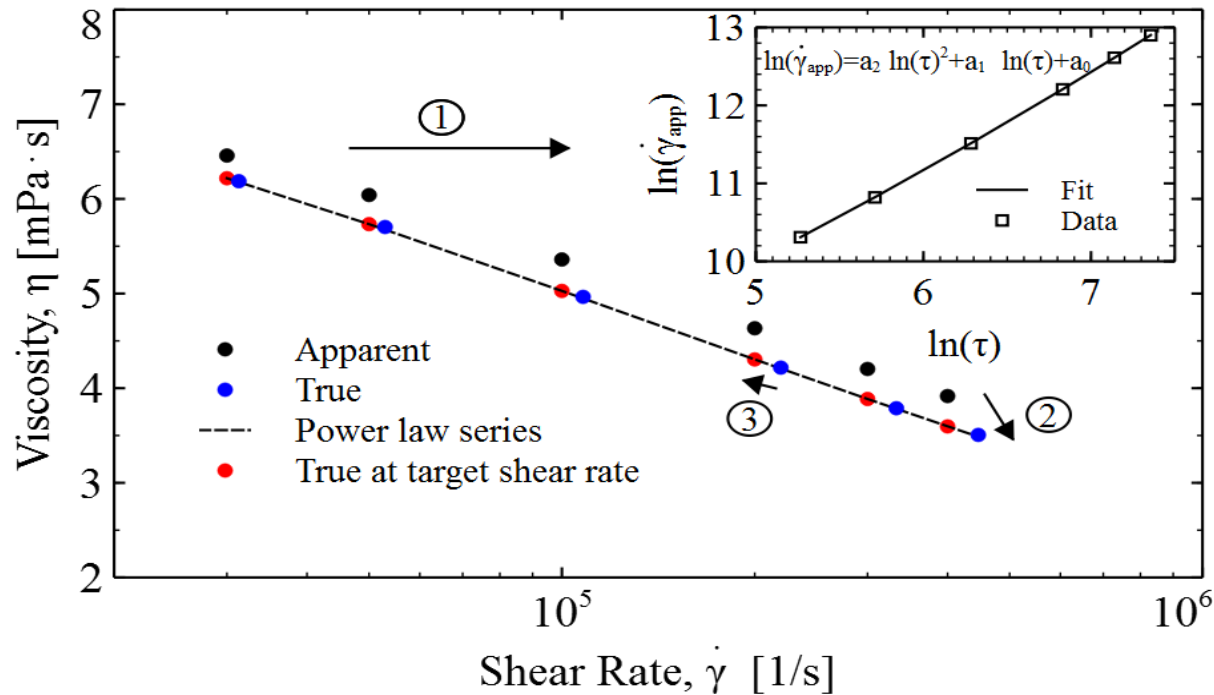 8
7
6
5
4
3
2
Viscosity, η [mPa · s]
①
②
③
Apparent
True
Power law series
True at target shear rate
10⁵
10⁶
Shear Rate, γ̇ [1/s]
13
12
11
10
ln(γ̇app)
ln(γ̇app)=a₂ ln(τ)²+a₁ ln(τ)+a₀
Fit
Data
5
6
7
ln(τ)